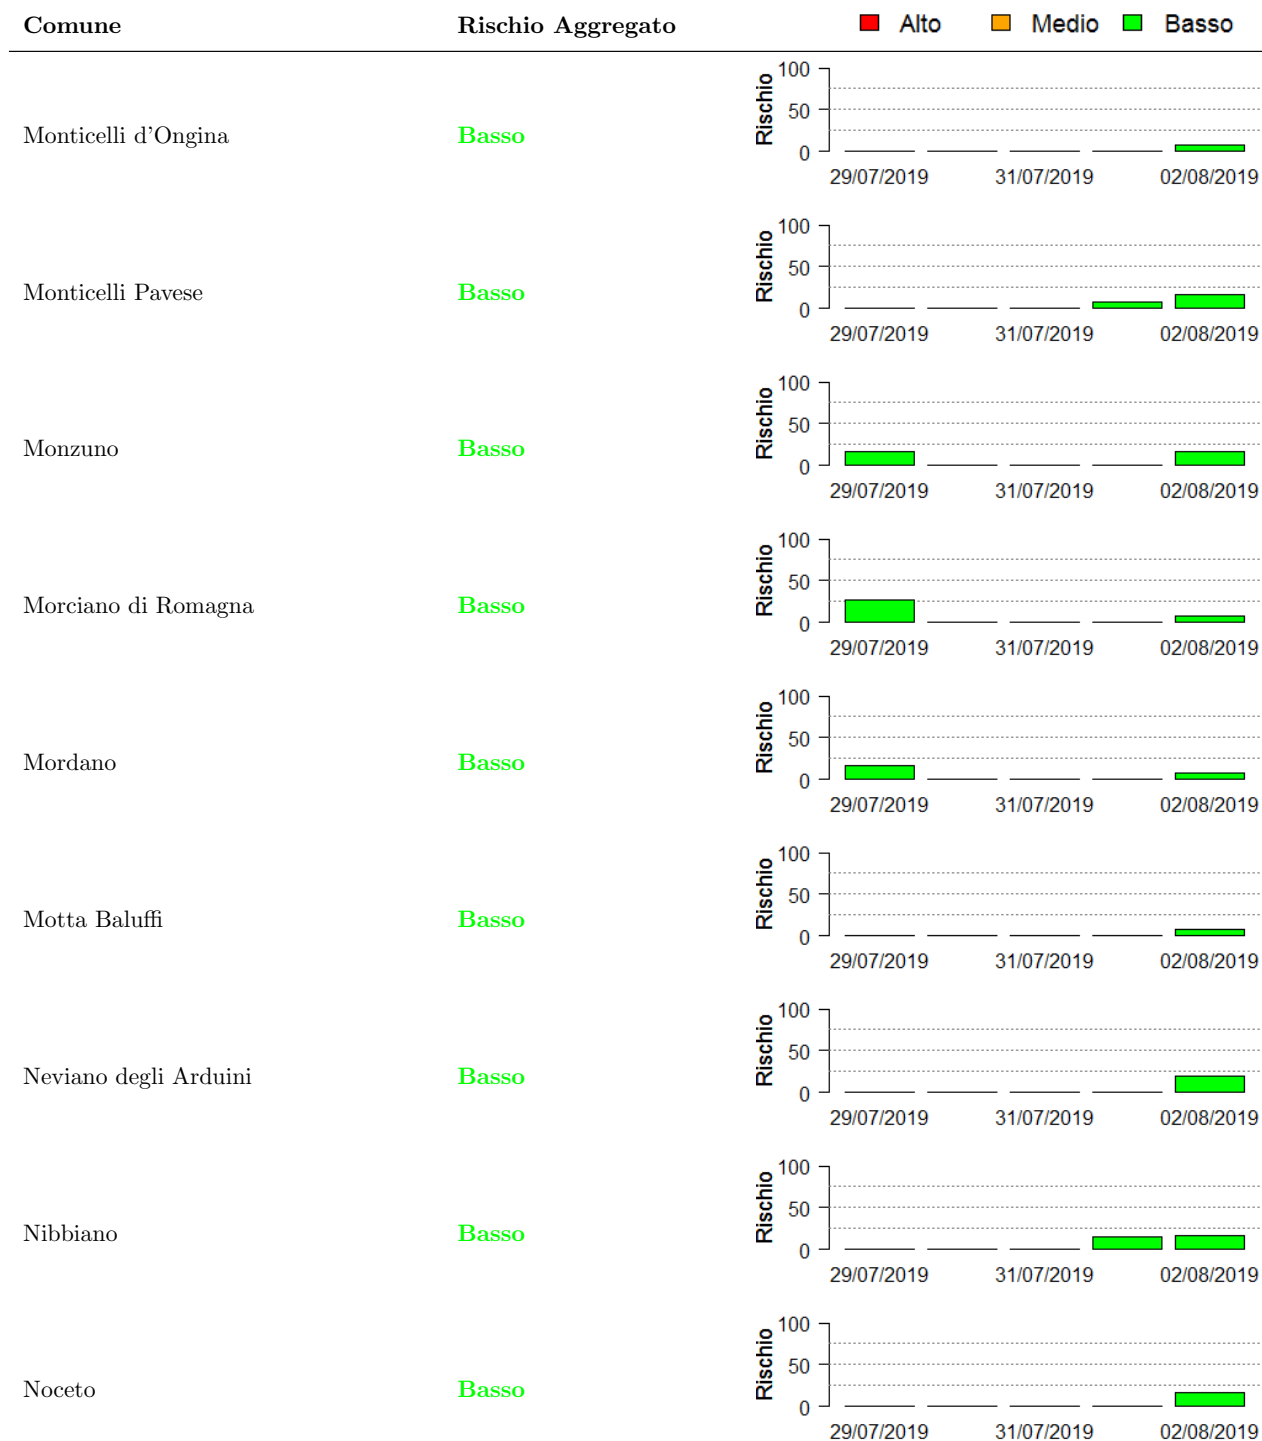 Comune Rischio Aggregato Alto Medio Basso
100
50
0
Rischio
Monticelli d'Ongina Basso
29/07/2019 31/07/2019 02/08/2019
100
50
0
Rischio
Monticelli Pavese Basso
29/07/2019 31/07/2019 02/08/2019
100
50
0
Rischio
Monzuno Basso
29/07/2019 31/07/2019 02/08/2019
100
50
0
Rischio
Morciano di Romagna Basso
29/07/2019 31/07/2019 02/08/2019
100
50
0
Rischio
Mordano Basso
29/07/2019 31/07/2019 02/08/2019
100
50
0
Rischio
Motta Baluffi Basso
29/07/2019 31/07/2019 02/08/2019
100
50
0
Rischio
Neviano degli Arduini Basso
29/07/2019 31/07/2019 02/08/2019
100
50
0
Rischio
Nibbiano Basso
29/07/2019 31/07/2019 02/08/2019
100
50
0
Rischio
Noceto Basso
29/07/2019 31/07/2019 02/08/2019